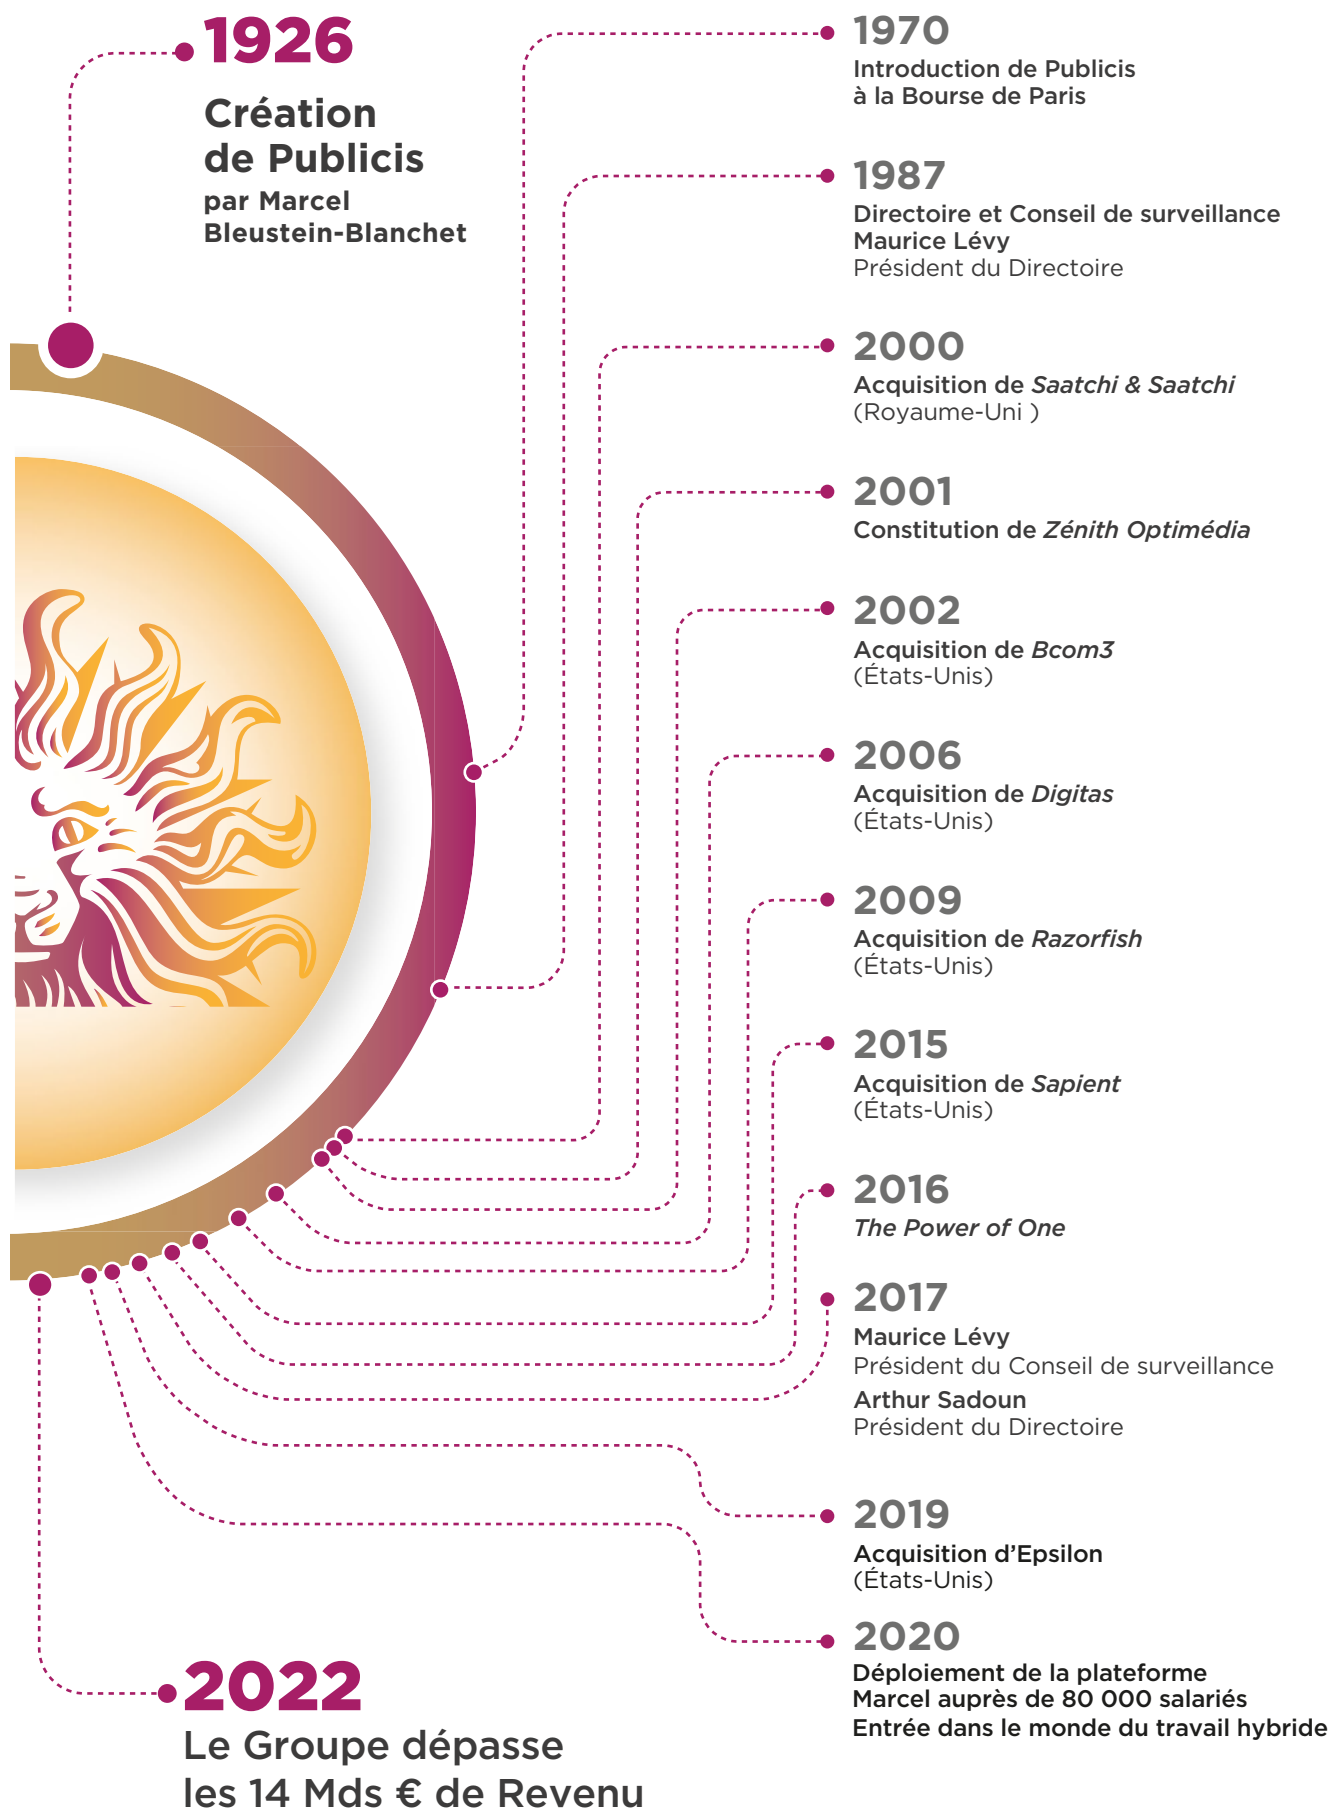 1926
Création
de Publicis
par Marcel
Bleustein-Blanchet
1970
Introduction de Publicis
à la Bourse de Paris
1987
Directoire et Conseil de surveillance
Maurice Lévy
Président du Directoire
2000
Acquisition de Saatchi & Saatchi
(Royaume-Uni )
2001
Constitution de Zénith Optimédia
2002
Acquisition de Bcom3
(États-Unis)
2006
Acquisition de Digitas
(États-Unis)
2009
Acquisition de Razorfish
(États-Unis)
2015
Acquisition de Sapient
(États-Unis)
2016
The Power of One
2017
Maurice Lévy
Président du Conseil de surveillance
Arthur Sadoun
Président du Directoire
2019
Acquisition d’Epsilon
(États-Unis)
2020
Déploiement de la plateforme
Marcel auprès de 80 000 salariés
Entrée dans le monde du travail hybride
2022
Le Groupe dépasse
les 14 Mds € de Revenu